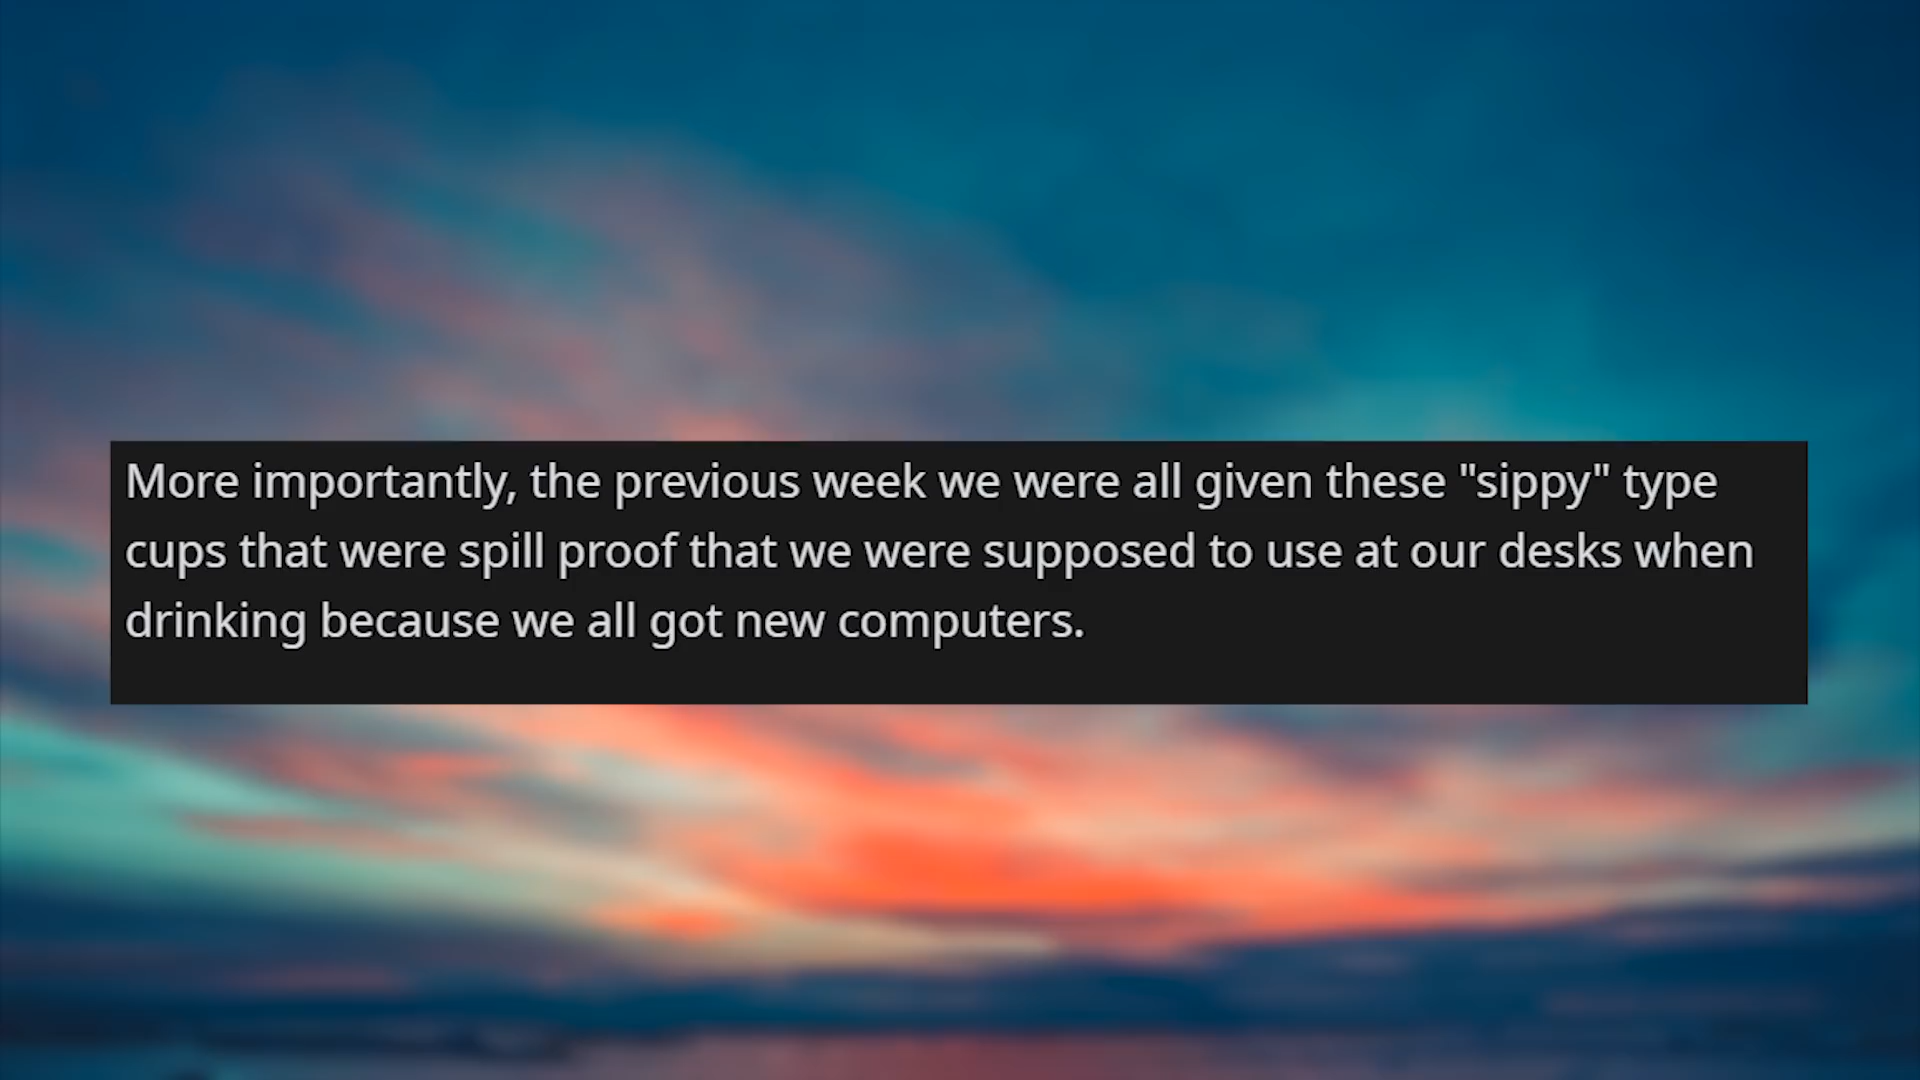 More importantly, the previous week we were all given these "sippy" type
cups that were spill proof that we were supposed to use at our desks when
drinking because we all got new computers.